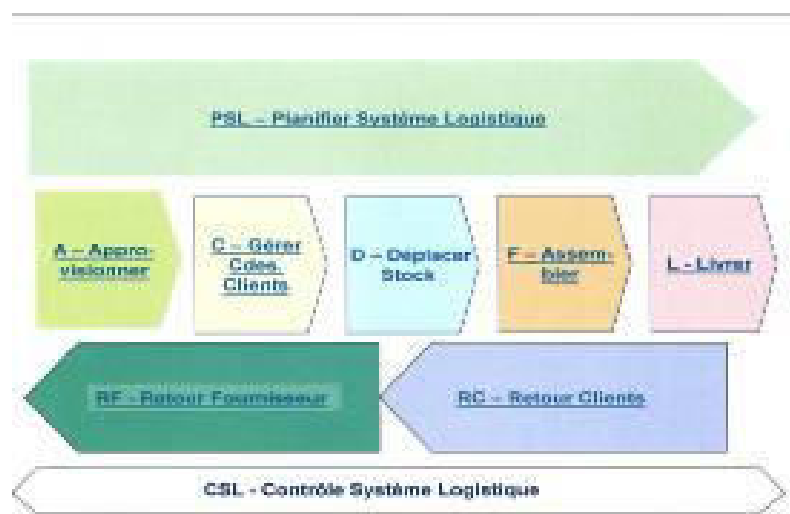 PSL – Planifier Système Logistique
A – Appro-
visionner
C – Gérer
Cdes.
Clients
D – Déplacer
Stock
F – Assem-
bler
L - Livrer
RF - Retour Fournisseur
RC – Retour Clients
CSL - Contrôle Système Logistique